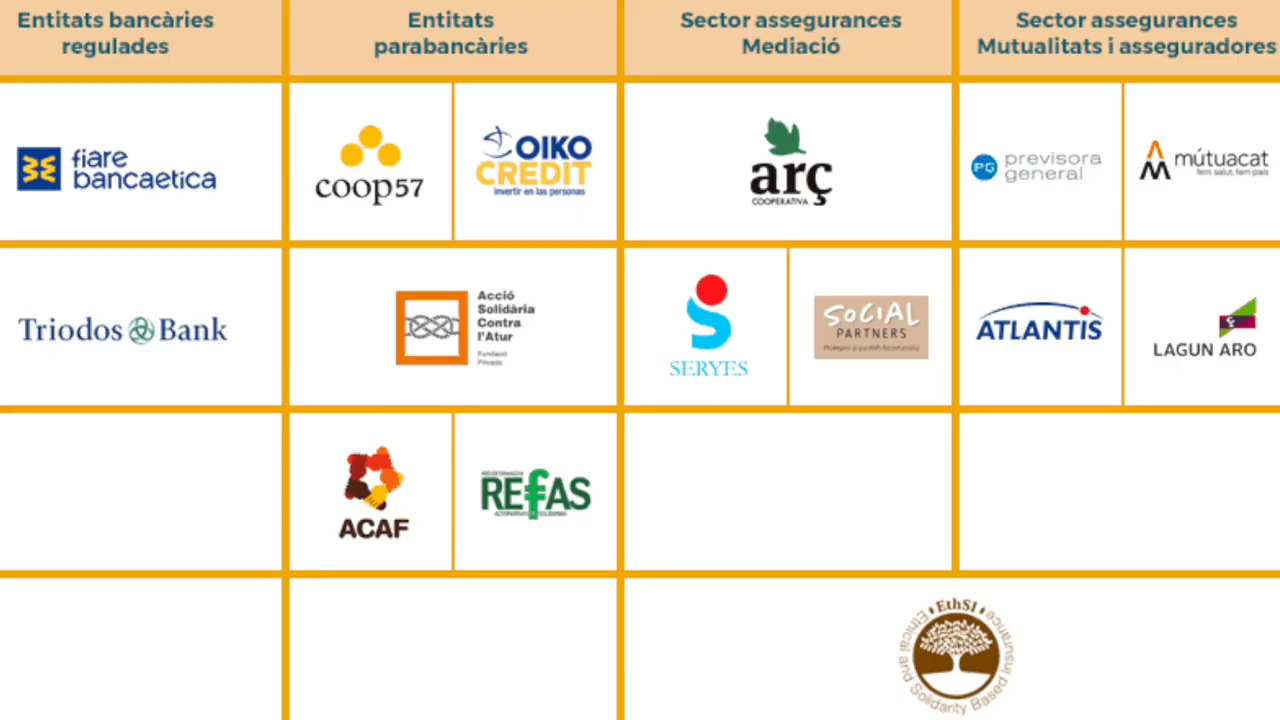 Entitats bancàries
regulades
Entitats
parabancàries
Sector assegurances
Mediació
Sector assegurances
Mutualitats i asseguradores
fiare
bancaetica
coop57
OIKO
CREDIT
invertir en las personas
arç
COOPERATIVA
PG
previsora
general
mútuacat
fem salut, fem país
Triodos Bank
Acció
Solidària
Contra
l'Atur
Fundació
Privada
SERYES
SOCIAL
PARTNERS
ATLANTIS
LAGUN ARO
ACAF
REFAS
EthSI
Ethical and Solidarity Based Insurance